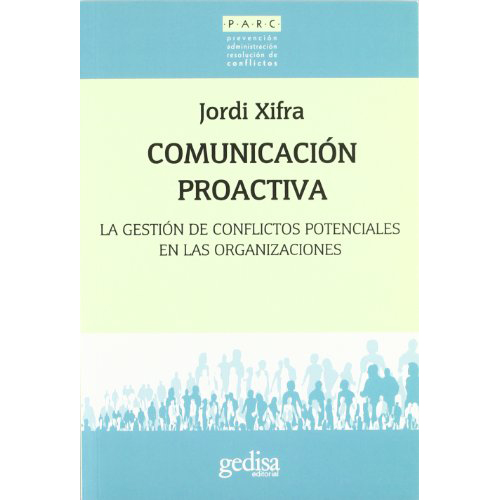 ·P·A·R·C·
prevención
administración
resolución de
conflictos
Jordi Xifra
COMUNICACIÓN
PROACTIVA
LA GESTIÓN DE CONFLICTOS POTENCIALES
EN LAS ORGANIZACIONES
gedisa
editorial